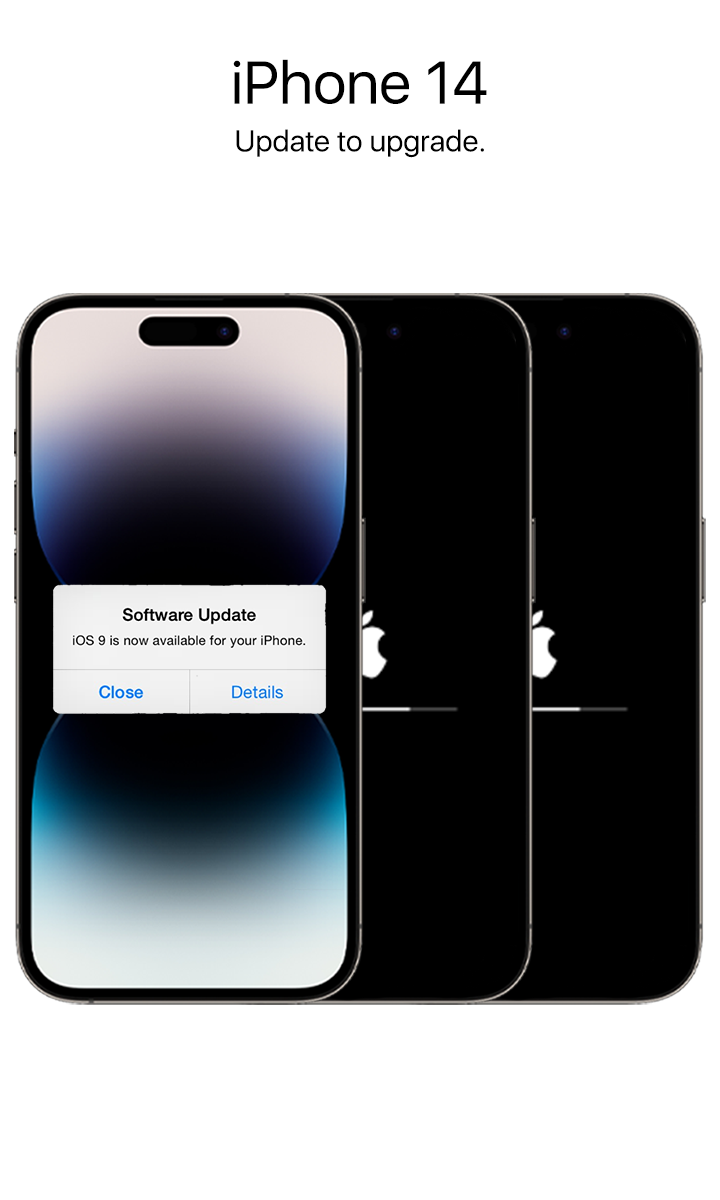 iPhone 14
Update to upgrade.
Software Update
iOS 9 is now available for your iPhone.
Close
Details